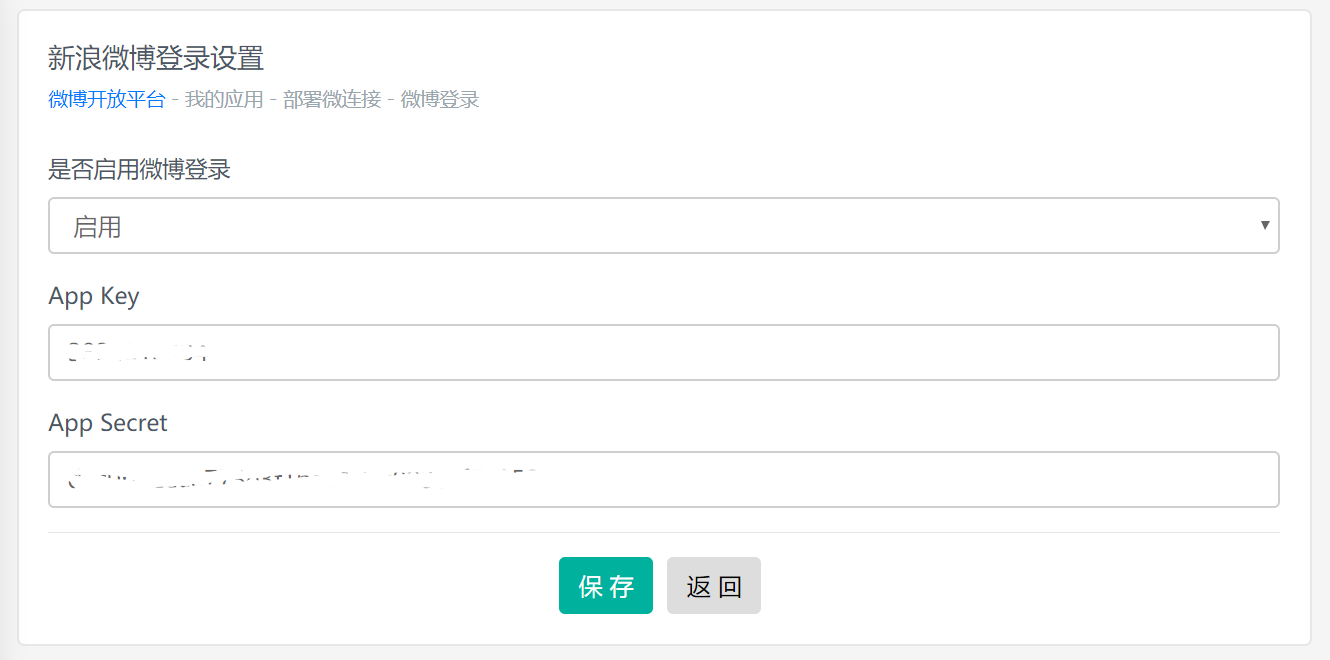 新浪微博登录设置
微博开放平台 - 我的应用 - 部署微连接 - 微博登录
是否启用微博登录
启用
App Key
App Secret
保 存
返 回